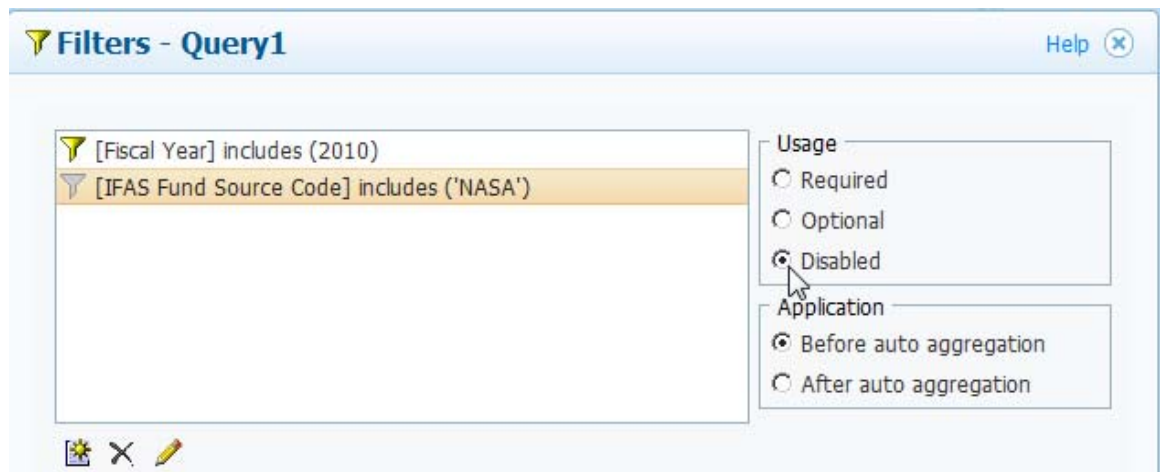 Filters - Query1
Help
[Fiscal Year] includes (2010)
[IFAS Fund Source Code] includes ('NASA')
Usage
Required
Optional
Disabled
Application
Before auto aggregation
After auto aggregation